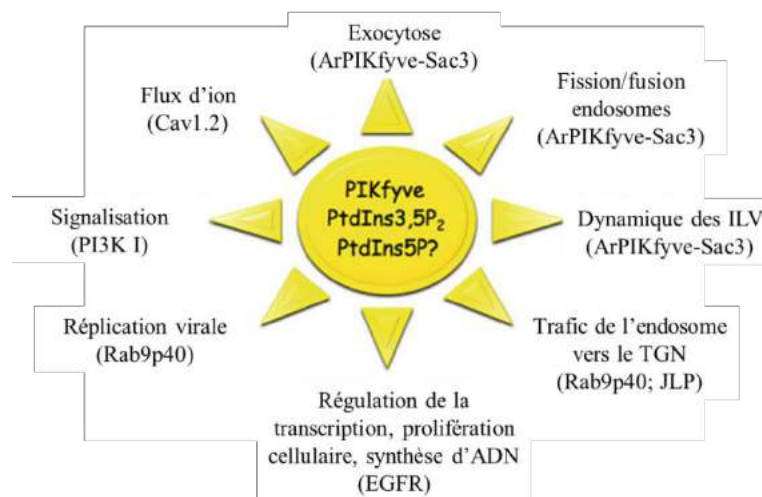 Exocytose
(ArPIKfyve-Sac3)
Flux d'ion
(Cav1.2)
Fission/fusion
endosomes
(ArPIKfyve-Sac3)
PIKfyve
PtdIns3,5P₂
PtdIns5P?
Signalisation
(PI3K I)
Dynamique des ILV
(ArPIKfyve-Sac3)
Réplication virale
(Rab9p40)
Trafic de l'endosome
vers le TGN
(Rab9p40; JLP)
Régulation de la
transcription, prolifération
cellulaire, synthèse d'ADN
(EGFR)